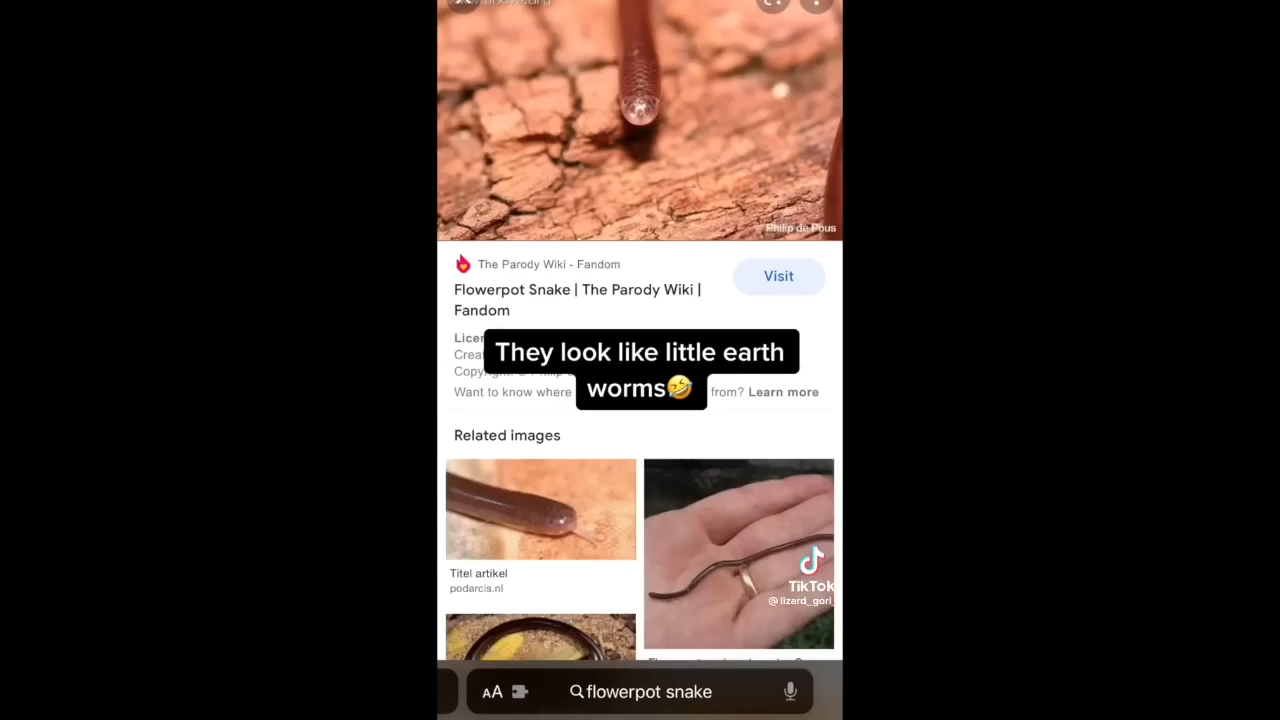 © Philip de Pous
The Parody Wiki - Fandom
Visit
Flowerpot Snake | The Parody Wiki |
Fandom
They look like little earth
worms🤣
Want to know where from? Learn more
Related images
Titel artikel
podarcis.nl
TikTok
@lizard_gorl
AA
flowerpot snake